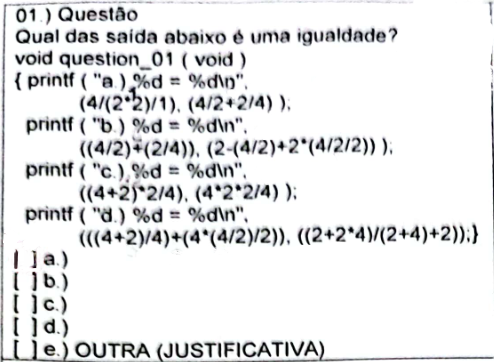 01.) Questão
Qual das saída abaixo é uma igualdade?
void question_01 ( void )
{ printf ( "a.) %d = %d\n",
(4/(2*2)/1), (4/2+2/4) );
printf ( "b.) %d = %d\n",
((4/2)+(2/4)), (2-(4/2)+2*(4/2/2)) );
printf ( "c.) %d = %d\n",
((4+2)*2/4), (4*2*2/4) );
printf ( "d.) %d = %d\n",
(((4+2)/4)+(4*(4/2)/2)), ((2+2*4)/(2+4)+2));}
[ ] a.)
[ ] b.)
[ ] c.)
[ ] d.)
[ ] e.) OUTRA (JUSTIFICATIVA)